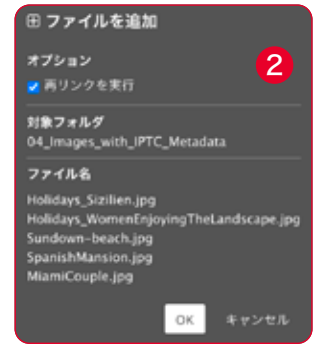 ファイルを追加
オプション
2
再リンクを実行
対象フォルダ
04_Images_with_IPTC_Metadata
ファイル名
Holidays_Sizilien.jpg
Holidays_WomenEnjoyingTheLandscape.jpg
Sundown-beach.jpg
SpanishMansion.jpg
MiamiCouple.jpg
OK キャンセル